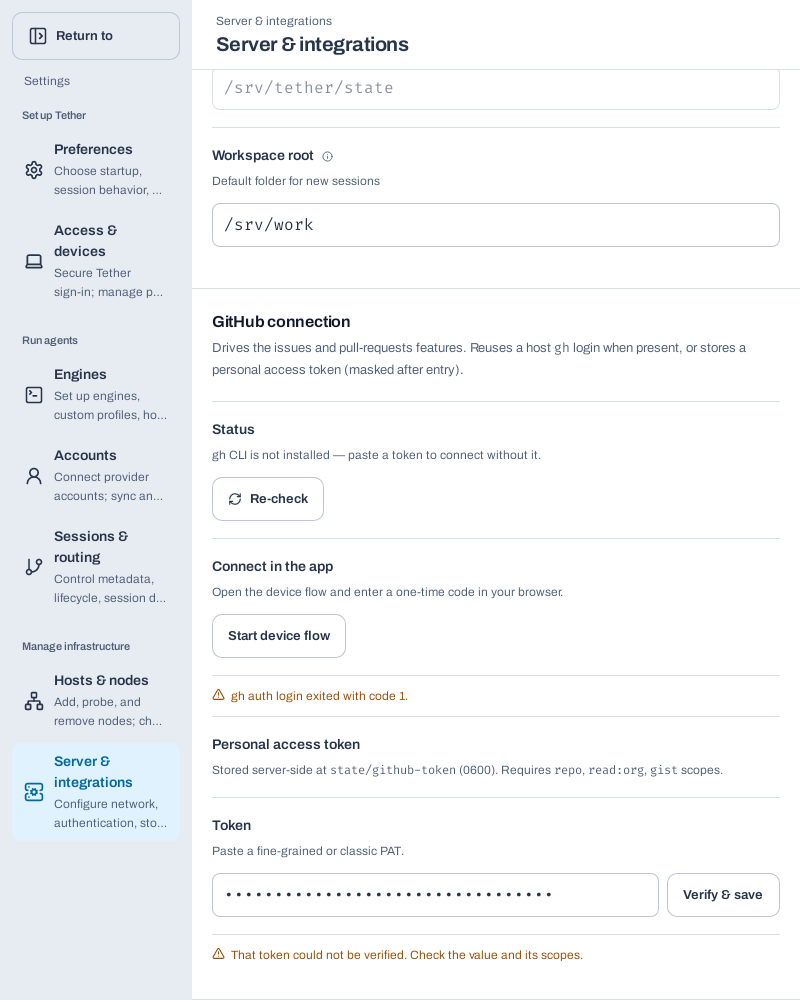 Return to
Settings
Set up Tether
Preferences
Choose startup,
session behavior, ...
Access &
devices
Secure Tether
sign-in; manage p...
Run agents
Engines
Set up engines,
custom profiles, ho...
Accounts
Connect provider
accounts; sync an...
Sessions &
routing
Control metadata,
lifecycle, session d...
Manage infrastructure
Hosts & nodes
Add, probe, and
remove nodes; ch...
Server &
integrations
Configure network,
authentication, sto...
Server & integrations
Server & integrations
/srv/tether/state
Workspace root
Default folder for new sessions
/srv/work
GitHub connection
Drives the issues and pull-requests features. Reuses a host gh login when present, or stores a
personal access token (masked after entry).
Status
gh CLI is not installed — paste a token to connect without it.
Re-check
Connect in the app
Open the device flow and enter a one-time code in your browser.
Start device flow
gh auth login exited with code 1.
Personal access token
Stored server-side at state/github-token (0600). Requires repo, read:org, gist scopes.
Token
Paste a fine-grained or classic PAT.
•••••••••••••••••••••••••••••••••
Verify & save
That token could not be verified. Check the value and its scopes.